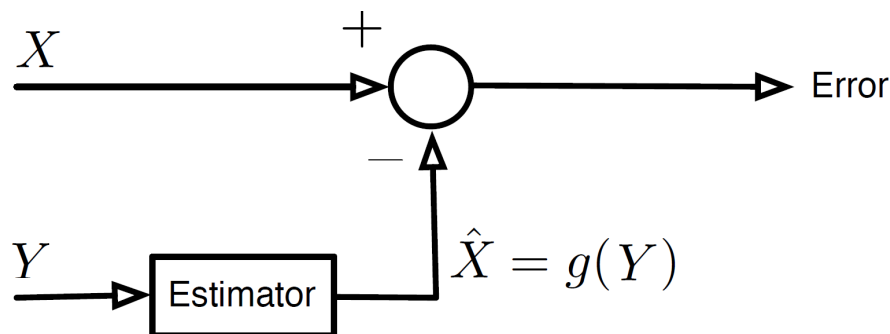 X
+
Error
−
Y
Estimator
X̂ = g(Y)